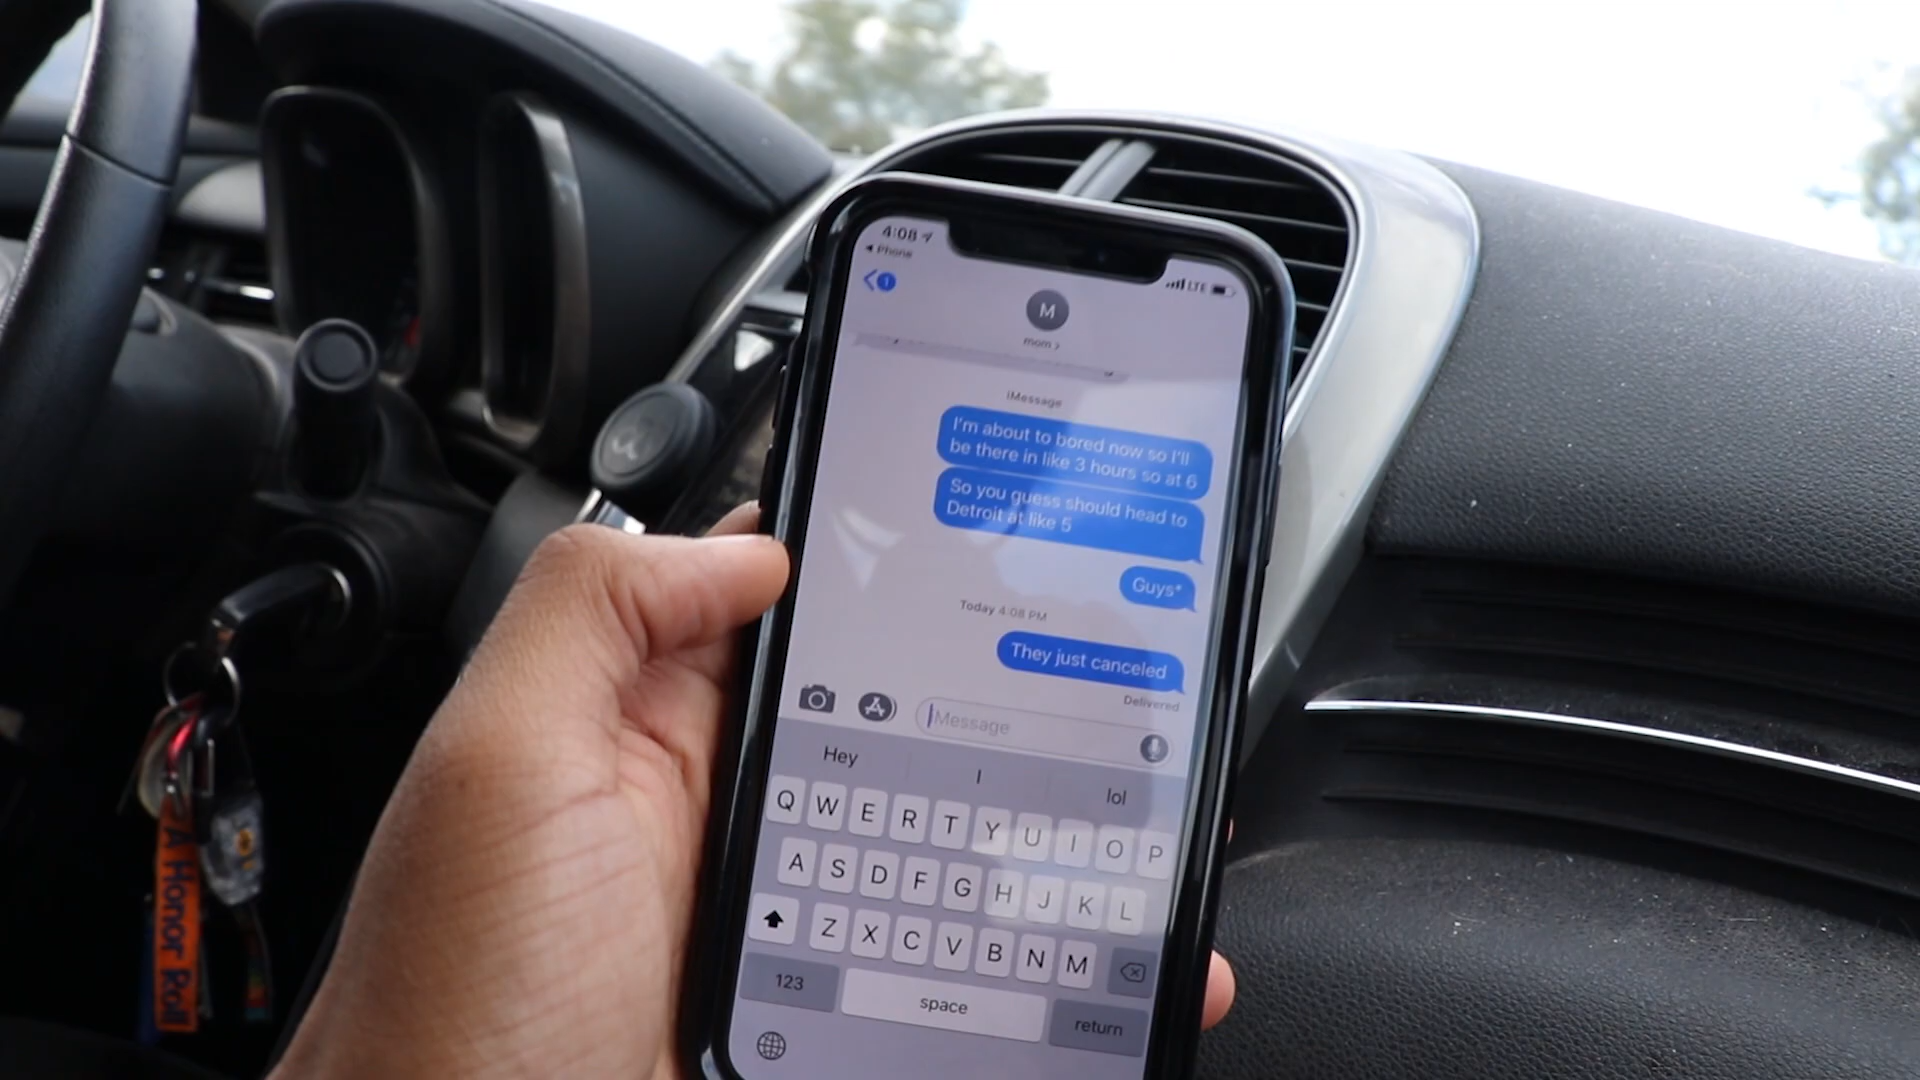 4:08
Phone
1
LTE
M
mom >
iMessage
I'm about to bored now so I'll
be there in like 3 hours so at 6
So you guess should head to
Detroit at like 5
Guys*
Today 4:08 PM
They just canceled
Delivered
iMessage
Hey I lol
Q W E R T Y U I O P
A S D F G H J K L
Z X C V B N M
123 space return
A Honor Roll